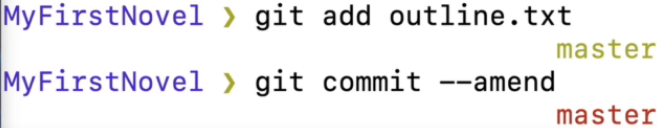 MyFirstNovel ❯ git add outline.txt
master
MyFirstNovel ❯ git commit --amend
master